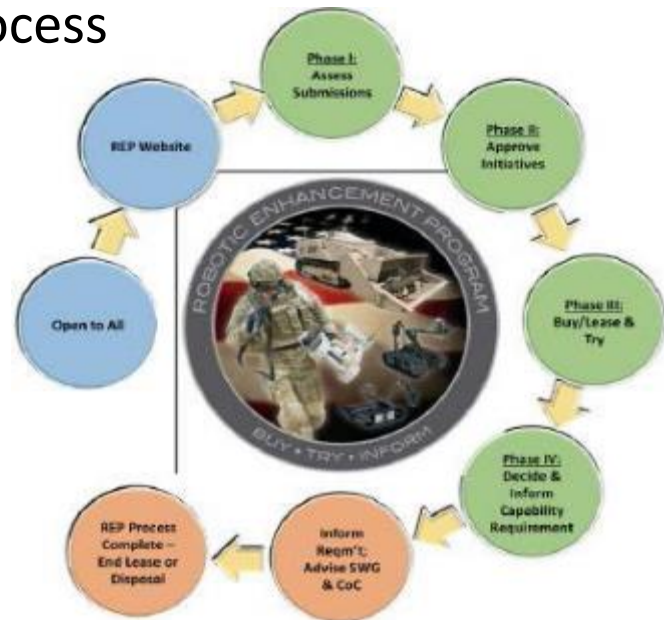 ocess
Phase I:
Assess
Submissions
REP Website
Phase II:
Approve
Initiatives
Open to All
ROBOTIC ENHANCEMENT PROGRAM
BUY • TRY • INFORM
Phase III:
Buy/Lease &
Try
Phase IV:
Decide &
Inform
Capability
Requirement
Inform
Reqm't;
Advise SWG
& CoC
REP Process
Complete –
End Lease or
Disposal